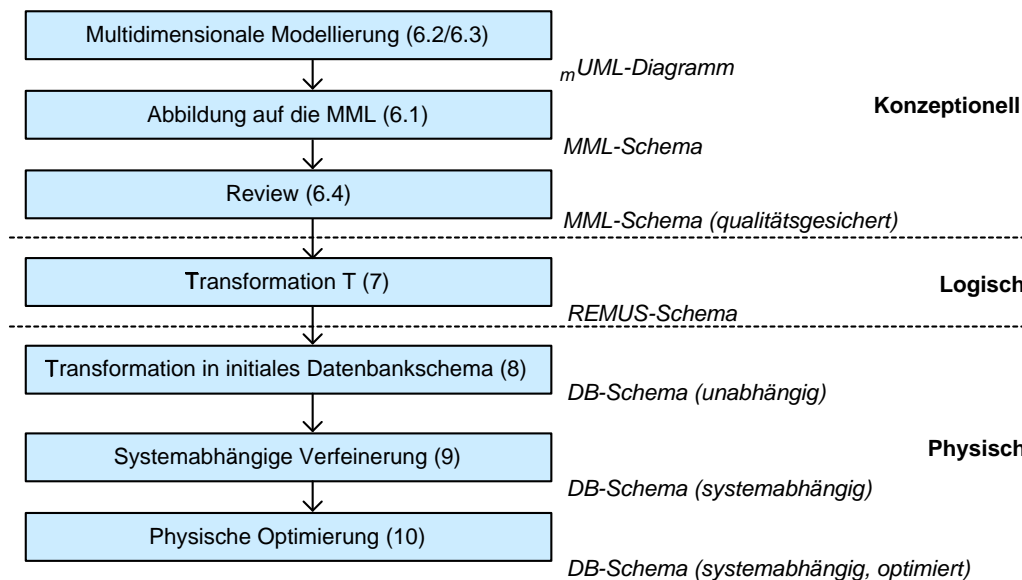 Multidimensionale Modellierung (6.2/6.3)
mUML-Diagramm
Abbildung auf die MML (6.1)
Konzeptionell
MML-Schema
Review (6.4)
MML-Schema (qualitätsgesichert)
Transformation T (7)
Logisch
REMUS-Schema
Transformation in initiales Datenbankschema (8)
DB-Schema (unabhängig)
Systemabhängige Verfeinerung (9)
Physisch
DB-Schema (systemabhängig)
Physische Optimierung (10)
DB-Schema (systemabhängig, optimiert)